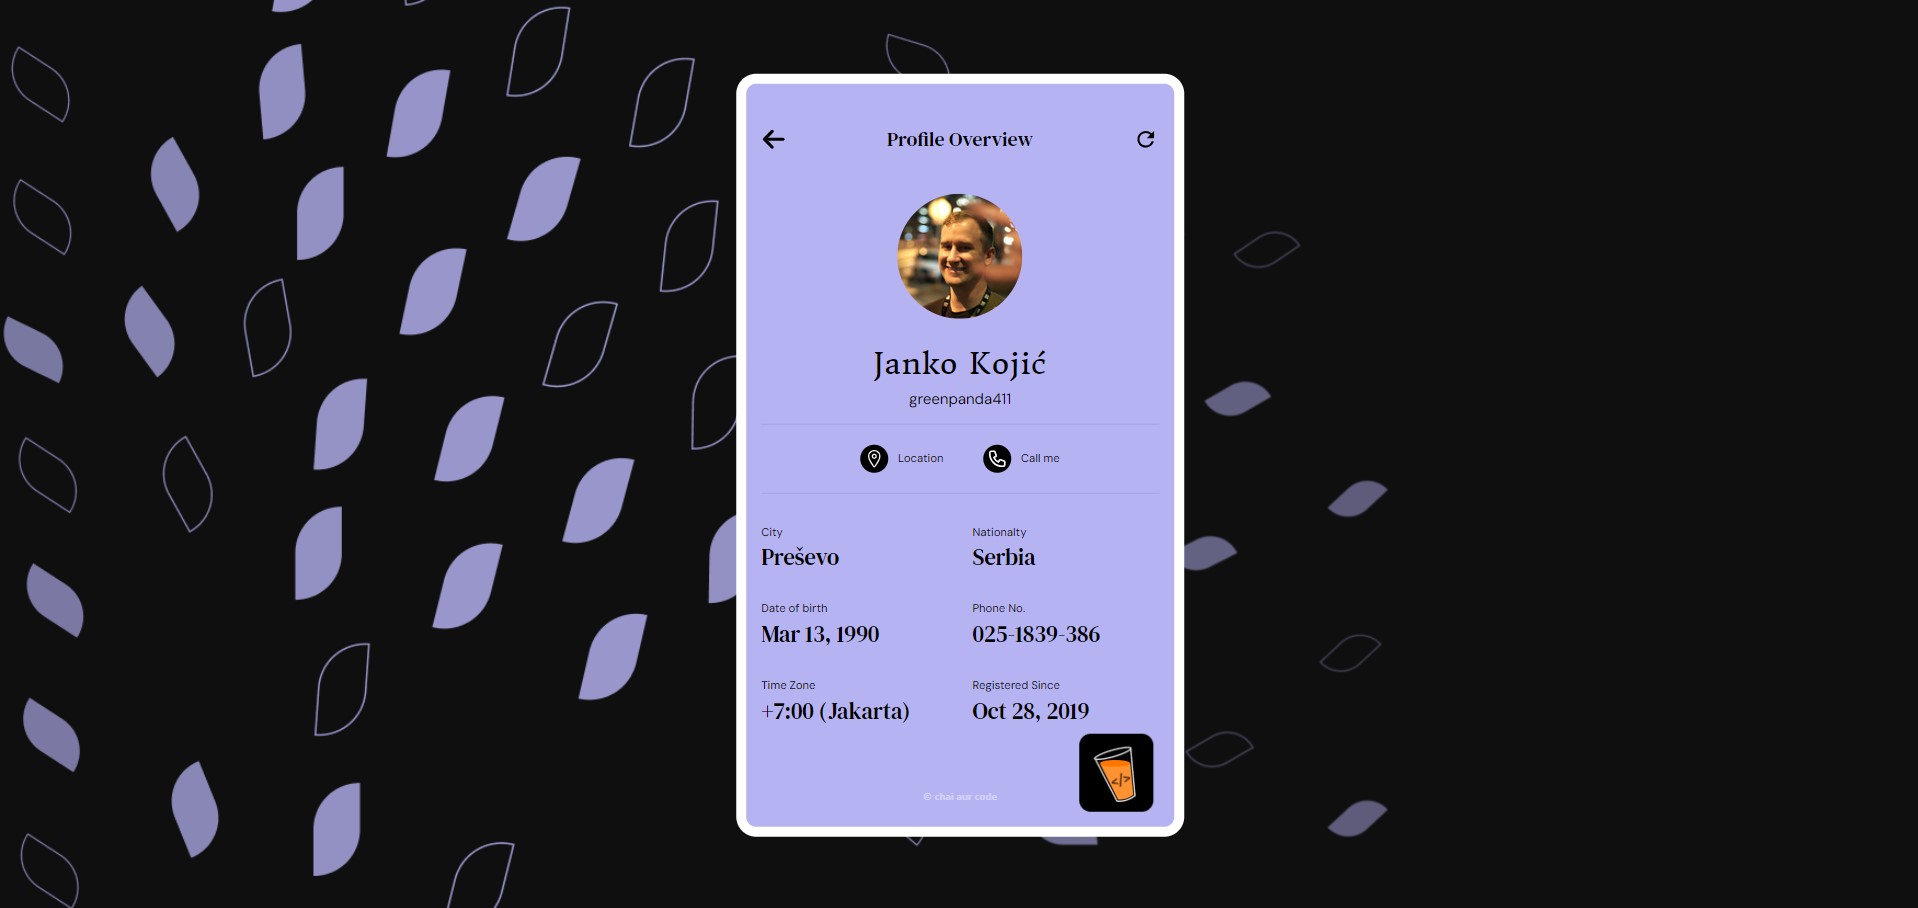 Profile Overview
Janko Kojić
greenpanda411
Location
Call me
City
Nationalty
Preševo
Serbia
Date of birth
Phone No.
Mar 13, 1990
025-1839-386
Time Zone
Registered Since
+7:00 (Jakarta)
Oct 28, 2019
</>
© chai aur code